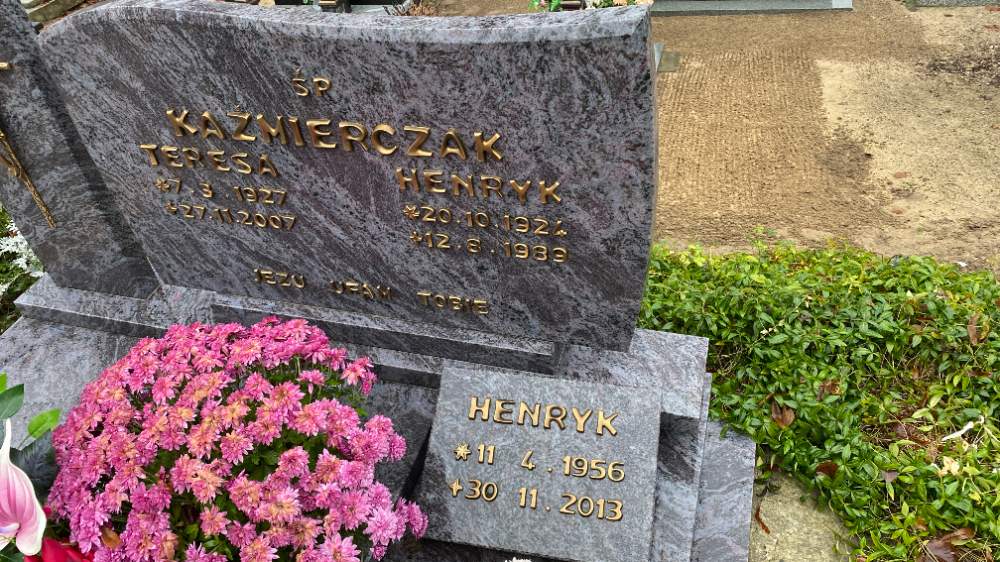 ŚP
KAŹMIERCZAK
TERESA
*7.3.1927
+27.11.2007
HENRYK
*20.10.1924
+12.8.1989
JEZU UFAM TOBIE
HENRYK
*11 4.1956
+30 11.2013